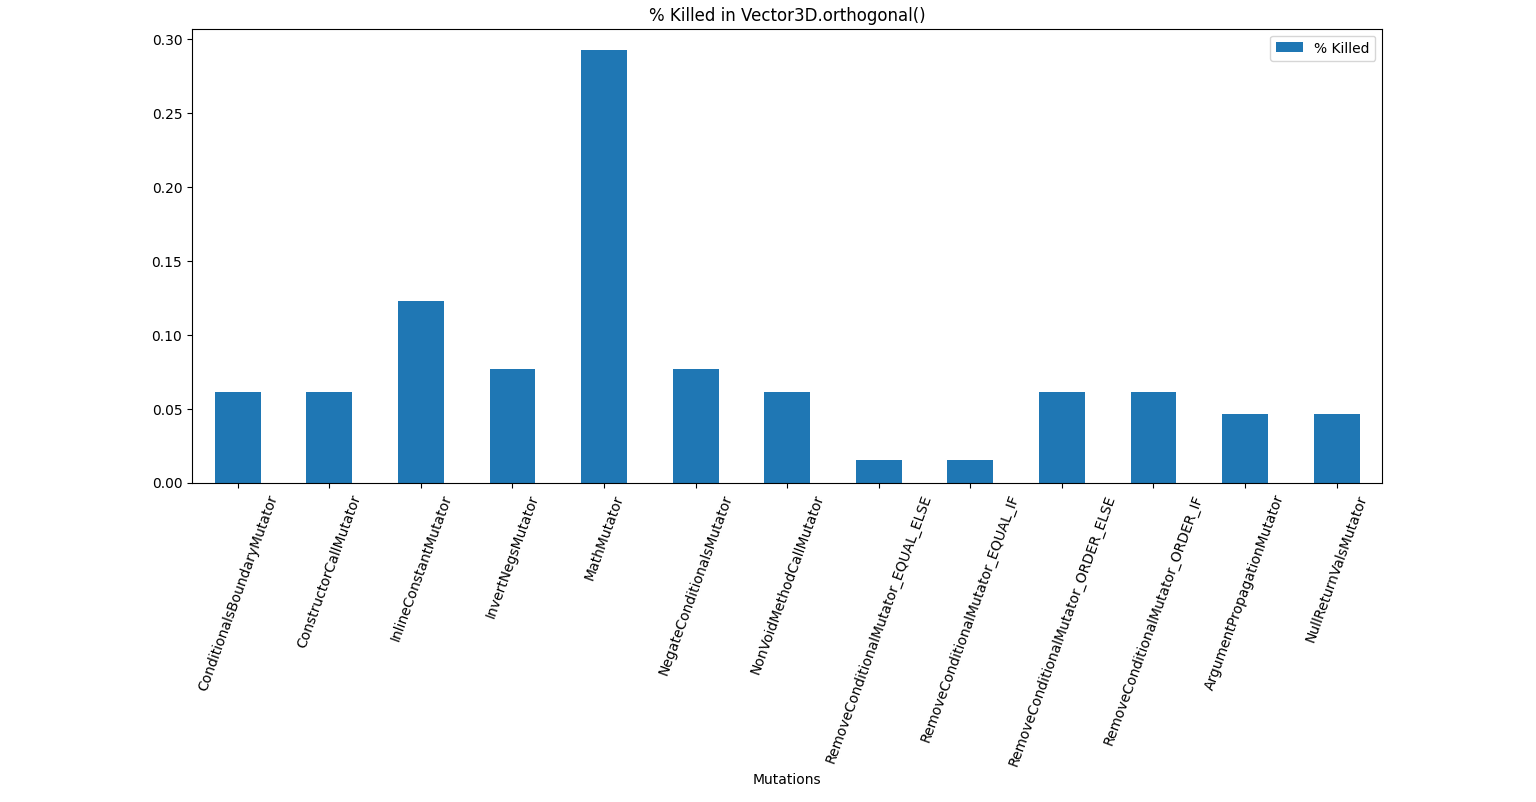 % Killed in Vector3D.orthogonal()
% Killed
0.30
0.25
0.20
0.15
0.10
0.05
0.00
ConditionalsBoundaryMutator
ConstructorCallMutator
InlineConstantMutator
InvertNegsMutator
MathMutator
NegateConditionalsMutator
NonVoidMethodCallMutator
RemoveConditionalMutator_EQUAL_ELSE
RemoveConditionalMutator_EQUAL_IF
RemoveConditionalMutator_ORDER_ELSE
RemoveConditionalMutator_ORDER_IF
ArgumentPropagationMutator
NullReturnValsMutator
Mutations